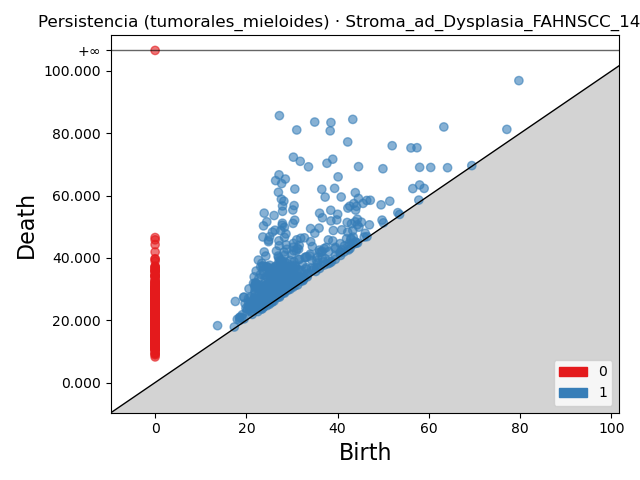 Persistencia (tumorales_mieloides) · Stroma_ad_Dysplasia_FAHNSCC_14
+∞
100.000
80.000
60.000
40.000
20.000
0.000
Death
0
1
0 20 40 60 80 100
Birth